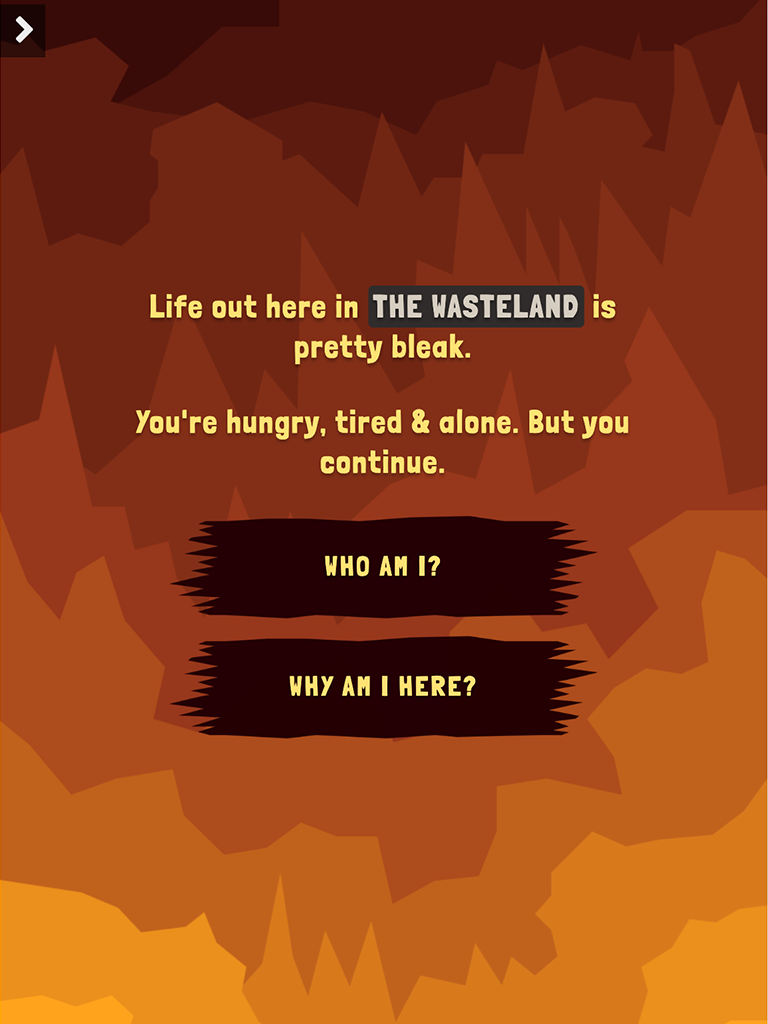 Life out here in THE WASTELAND is
pretty bleak.
You're hungry, tired & alone. But you
continue.
WHO AM I?
WHY AM I HERE?